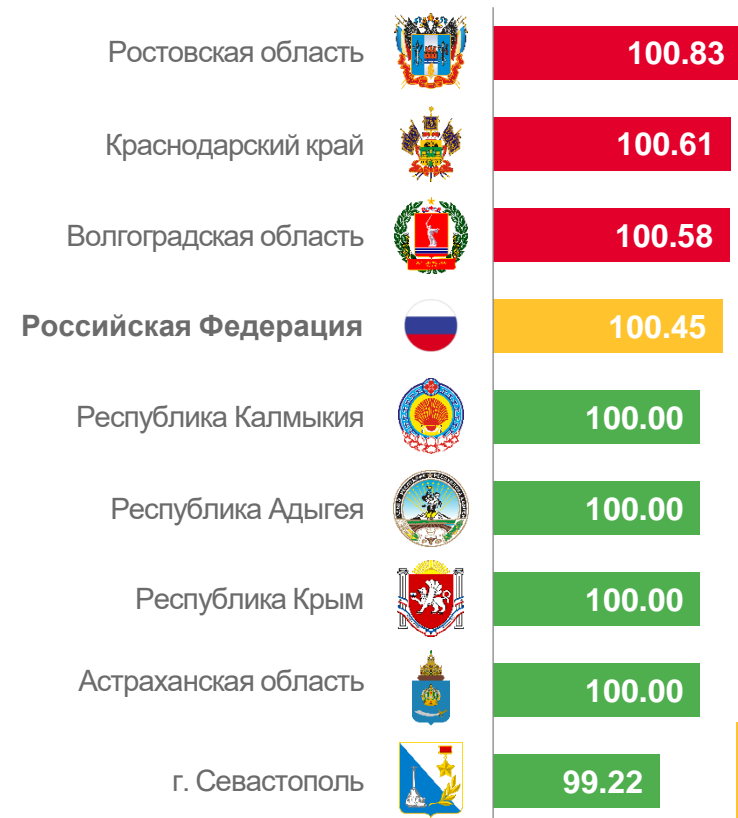 Ростовская область 100.83
Краснодарский край 100.61
Волгоградская область 100.58
Российская Федерация 100.45
Республика Калмыкия 100.00
Республика Адыгея 100.00
Республика Крым 100.00
Астраханская область 100.00
г. Севастополь 99.22